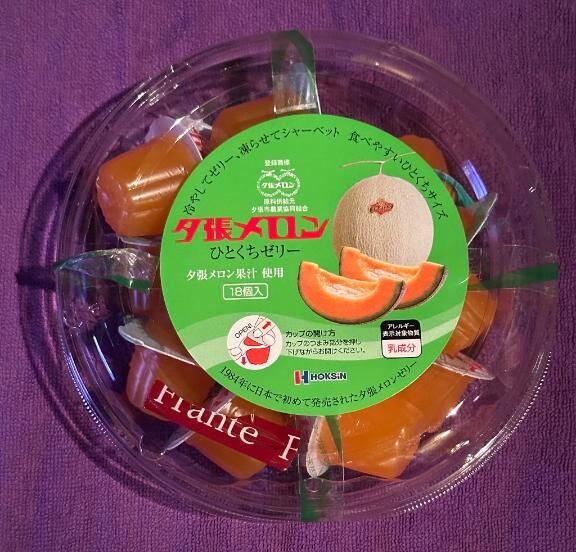 冷やしてゼリー、凍らせてシャーベット 食べやすいひとくちサイズ
登録商標
夕張メロン
原料供給元
夕張市農業協同組合
夕張メロン
ひとくちゼリー
夕張メロン果汁 使用
18個入
OPEN!
カップの開け方
カップのつまみ部分を押し
下げながらお開けください。
アレルギー
表示対象物質
乳成分
HOKSiN
1984年に日本で初めて発売された夕張メロンゼリー
Frante